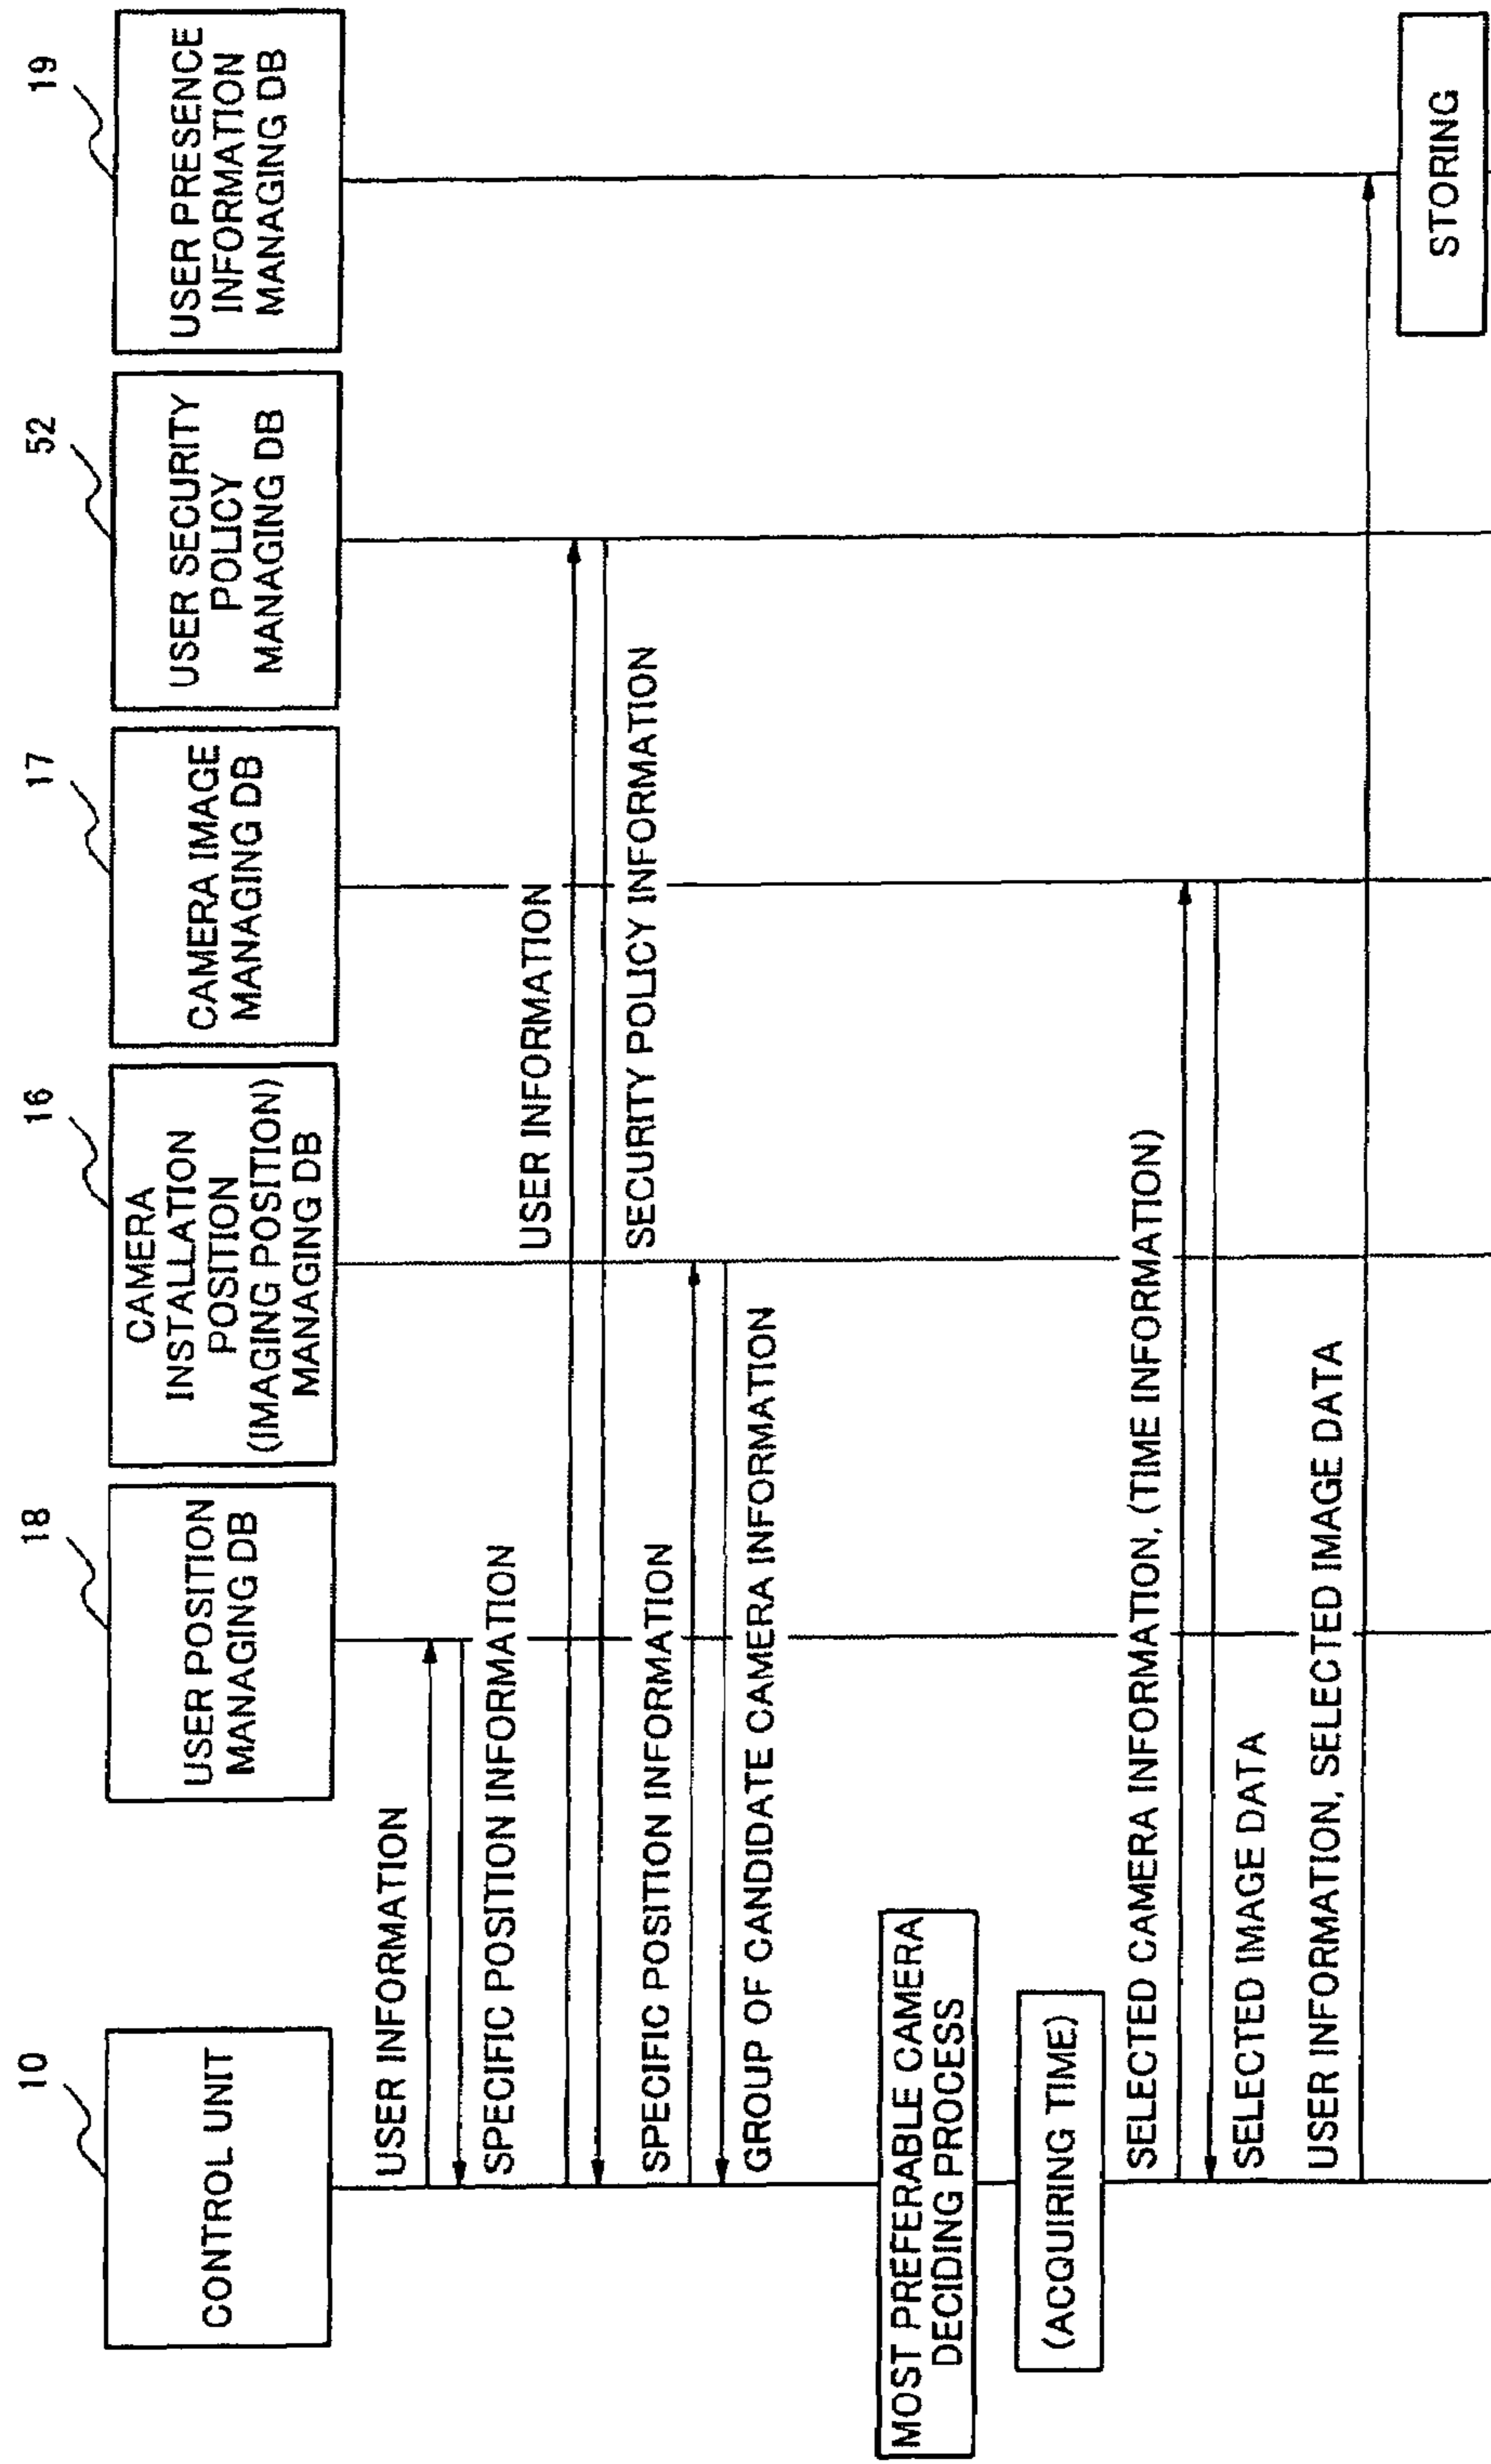 10
CONTROL UNIT
18
USER POSITION
MANAGING DB
16
CAMERA
INSTALLATION
POSITION
(IMAGING POSITION)
MANAGING DB
17
CAMERA IMAGE
MANAGING DB
52
USER SECURITY
POLICY
MANAGING DB
19
USER PRESENCE
INFORMATION
MANAGING DB
USER INFORMATION
SPECIFIC POSITION INFORMATION
USER INFORMATION
SECURITY POLICY INFORMATION
SPECIFIC POSITION INFORMATION
GROUP OF CANDIDATE CAMERA INFORMATION
MOST PREFERABLE CAMERA
DECIDING PROCESS
(ACQUIRING TIME)
SELECTED CAMERA INFORMATION, (TIME INFORMATION)
SELECTED IMAGE DATA
USER INFORMATION, SELECTED IMAGE DATA
STORING